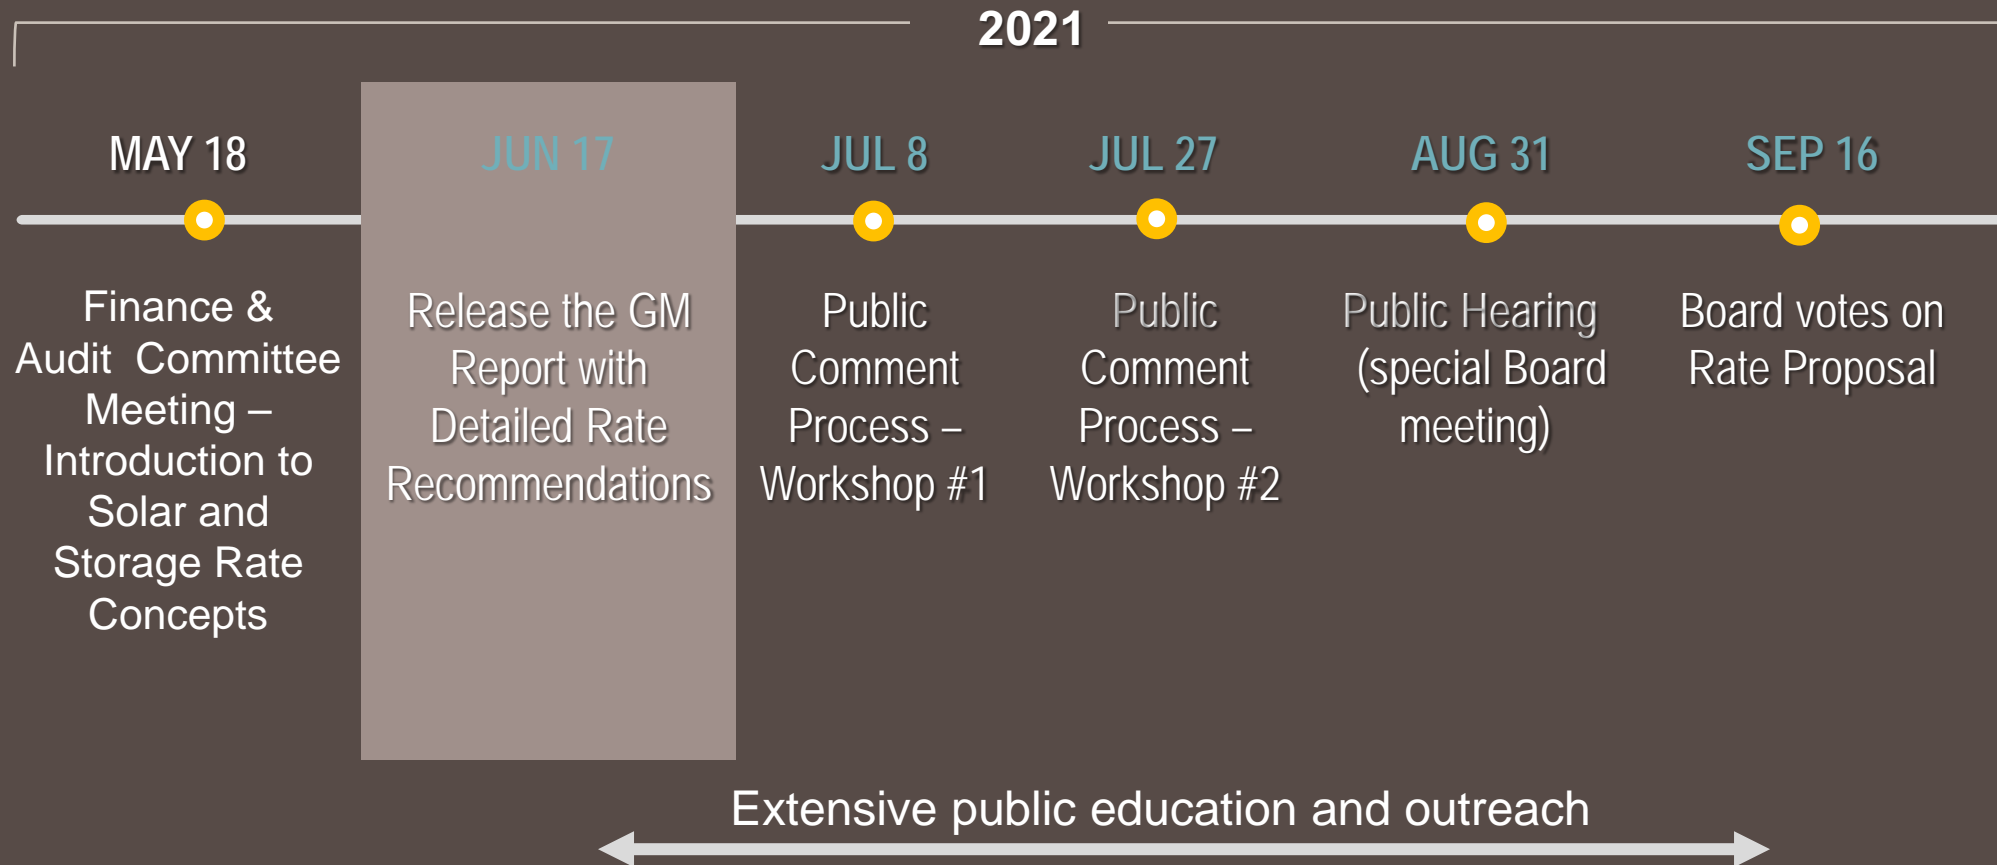 2021
MAY 18
Finance &
Audit Committee
Meeting –
Introduction to
Solar and
Storage Rate
Concepts
JUN 17
Release the GM
Report with
Detailed Rate
Recommendations
JUL 8
Public
Comment
Process –
Workshop #1
JUL 27
Public
Comment
Process –
Workshop #2
AUG 31
Public Hearing
(special Board
meeting)
SEP 16
Board votes on
Rate Proposal
Extensive public education and outreach